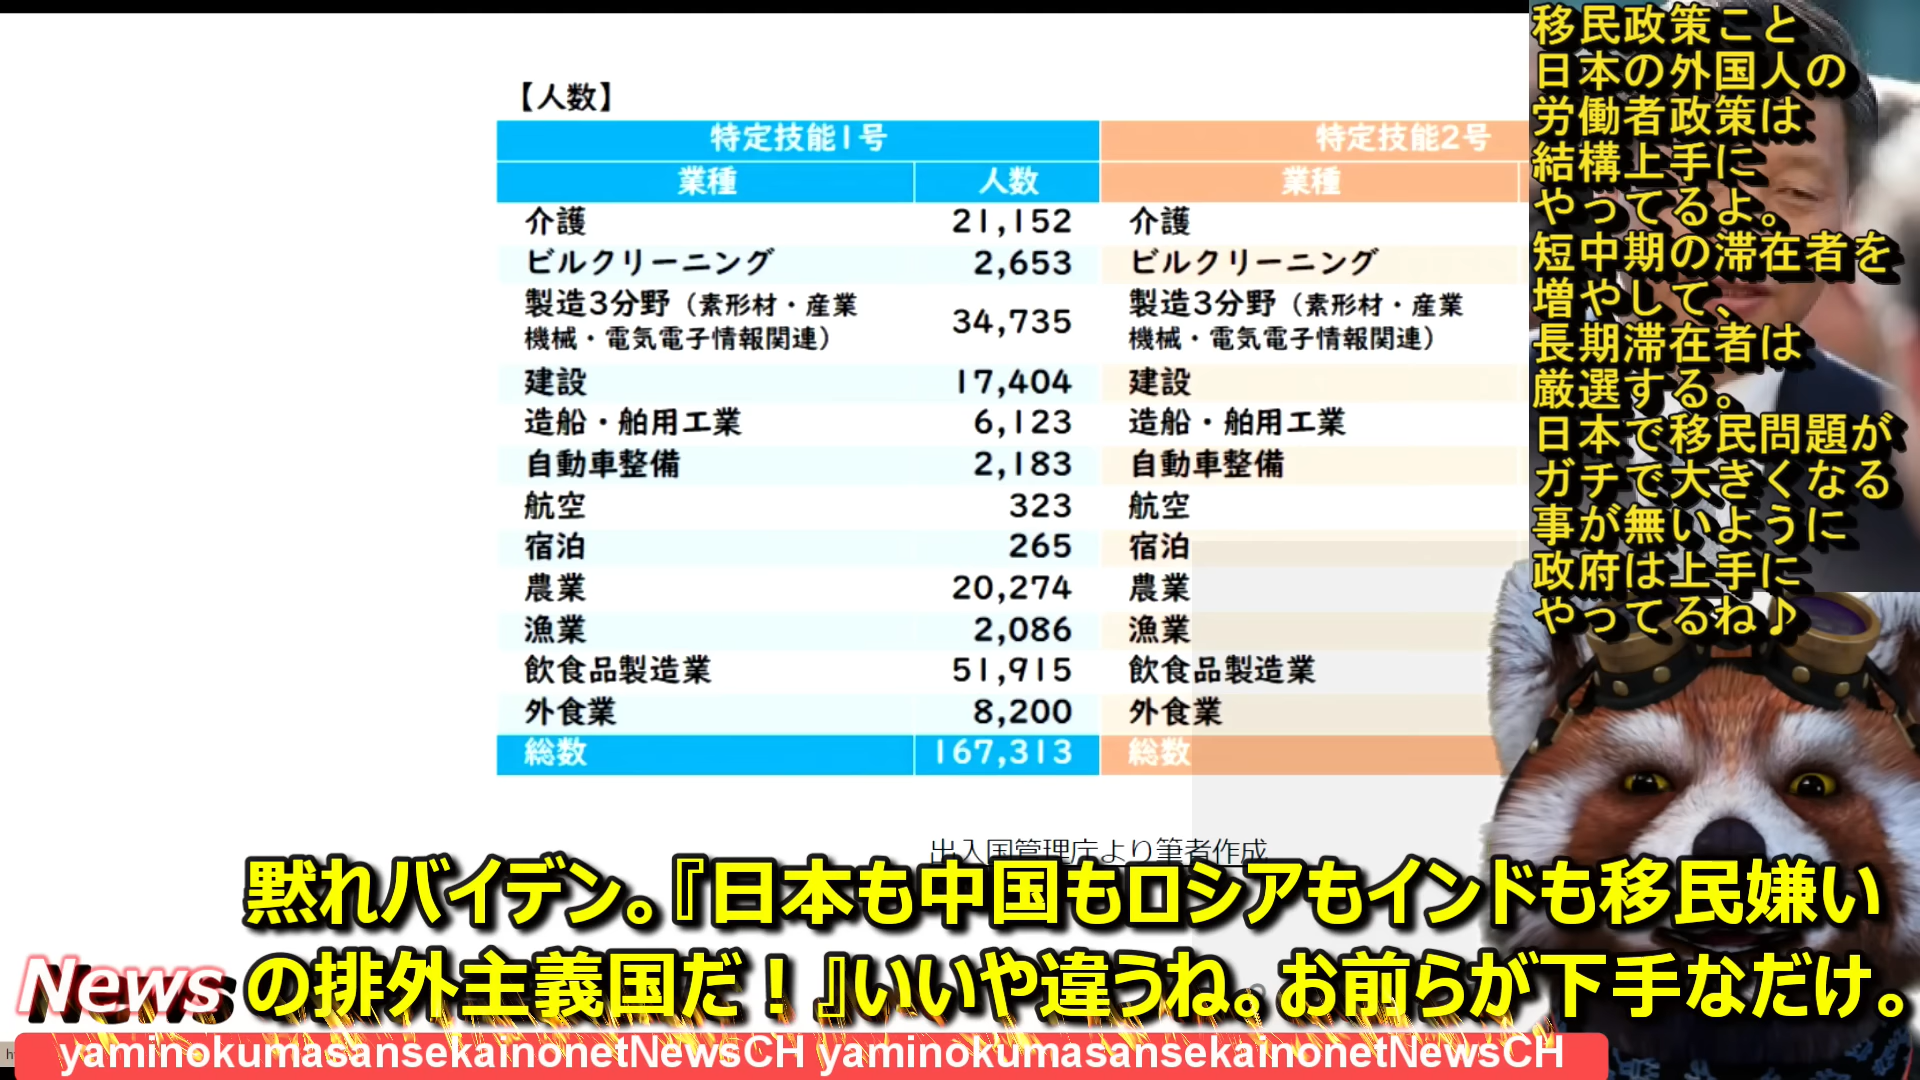 【人数】
特定技能1号
特定技能2号
業種
人数
業種
介護
21,152
介護
ビルクリーニング
2,653
ビルクリーニング
製造3分野（素形材・産業
機械・電気電子情報関連）
34,735
製造3分野（素形材・産業
機械・電気電子情報関連）
建設
17,404
建設
造船・舶用工業
6,123
造船・舶用工業
自動車整備
2,183
自動車整備
航空
323
航空
宿泊
265
宿泊
農業
20,274
農業
漁業
2,086
漁業
飲食品製造業
51,915
飲食品製造業
外食業
8,200
外食業
総数
167,313
総数
出入国管理庁より筆者作成
移民政策こと
日本の外国人の
労働者政策は
結構上手に
やってるよ。
短中期の滞在者を
増やして、
長期滞在者は
厳選する。
日本で移民問題が
ガチで大きくなる
事が無いように
政府は上手に
やってるね♪
黙れバイデン。『日本も中国もロシアもインドも移民嫌い
の排外主義国だ！』いいや違うね。お前らが下手なだけ。
News
yaminokumasansekainonetNewsCH yaminokumasansekainonetNewsCH